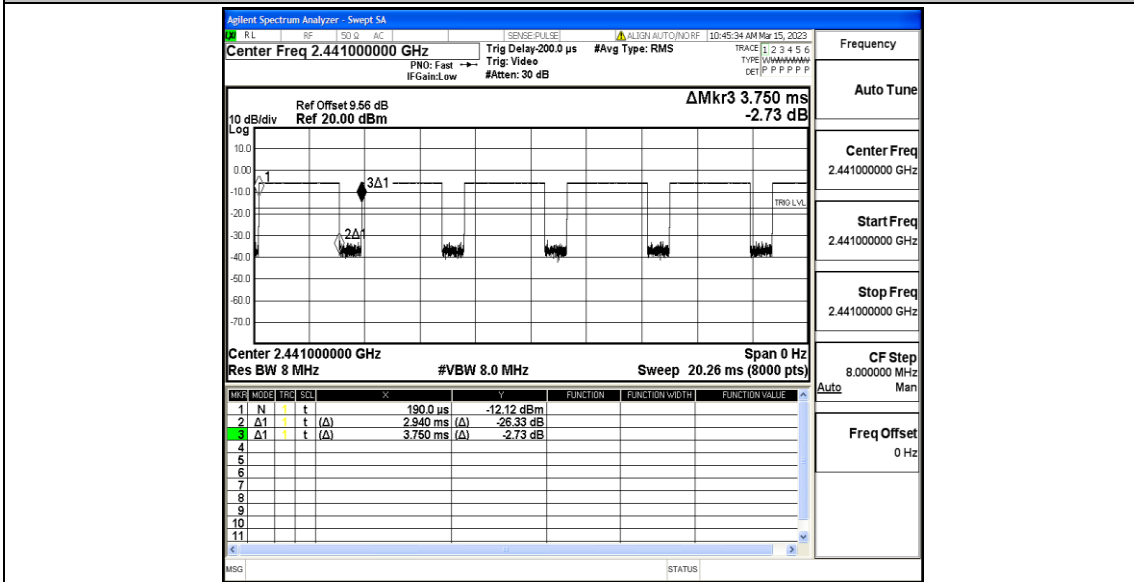 Agilent Spectrum Analyzer - Swept SA
RL RF 50 Ω AC SENSE:PULSE ALIGN AUTO/NO RF 10:45:34 AM Mar 15, 2023
Center Freq 2.441000000 GHz
PNO: Fast
IFGain:Low
Trig Delay-200.0 µs
Trig: Video
#Atten: 30 dB
#Avg Type: RMS
TRACE 1 2 3 4 5 6
TYPE
DET P P P P P P
Ref Offset 9.56 dB
10 dB/div Ref 20.00 dBm
Log
ΔMkr3 3.750 ms
-2.73 dB
10.0
0.00
-10.0
-20.0
-30.0
-40.0
-50.0
-60.0
-70.0
1
3Δ1
2Δ1
TRIG LVL
Center 2.441000000 GHz Span 0 Hz
Res BW 8 MHz #VBW 8.0 MHz Sweep 20.26 ms (8000 pts)
MKR MODE TRC SCL X Y FUNCTION FUNCTION WIDTH FUNCTION VALUE
1 N 1 t 190.0 µs -12.12 dBm
2 Δ1 1 t (Δ) 2.940 ms (Δ) -26.33 dB
3 Δ1 1 t (Δ) 3.750 ms (Δ) -2.73 dB
4
5
6
7
8
9
10
11
MSG STATUS
Frequency
Auto Tune
Center Freq
2.441000000 GHz
Start Freq
2.441000000 GHz
Stop Freq
2.441000000 GHz
CF Step
8.000000 MHz
Auto Man
Freq Offset
0 Hz